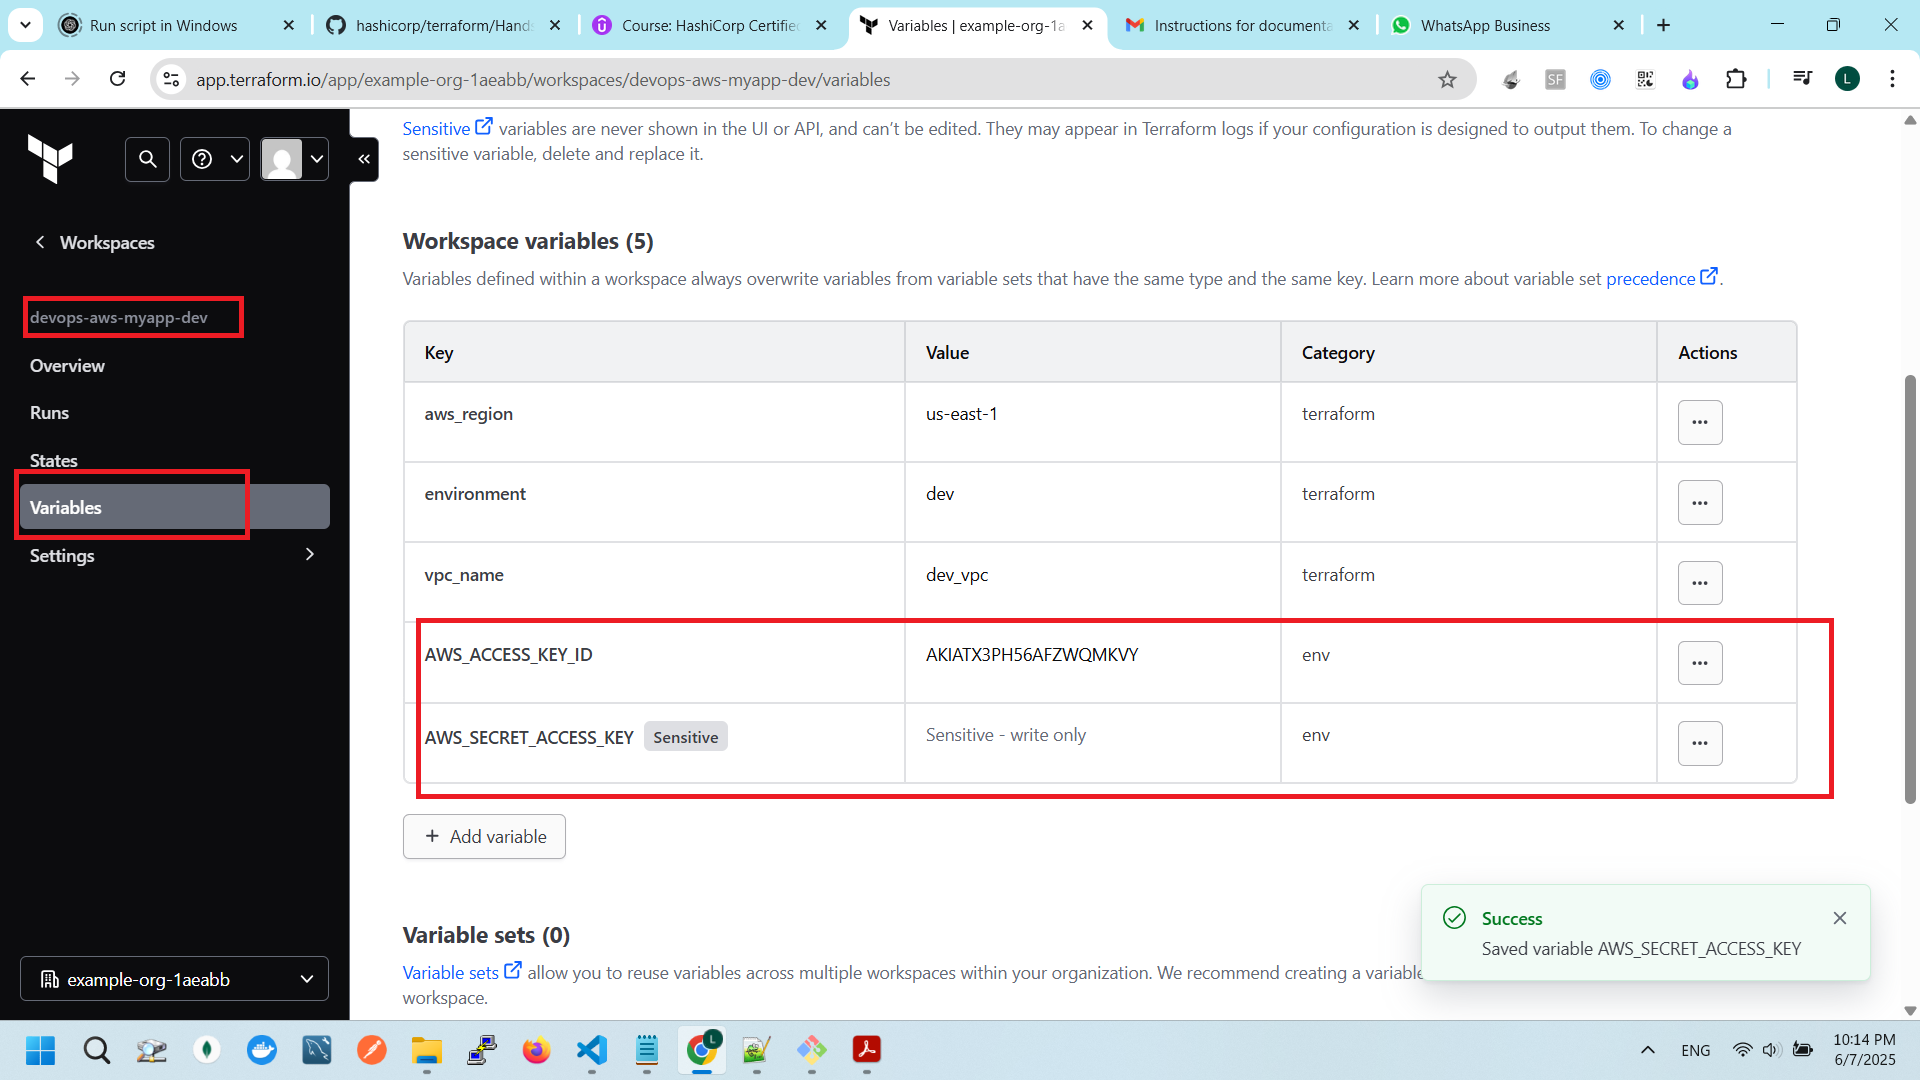 Run script in Windows
hashicorp/terraform/Hands
Course: HashiCorp Certified
Variables | example-org-1a
Instructions for documenta
WhatsApp Business
app.terraform.io/app/example-org-1aeabb/workspaces/devops-aws-myapp-dev/variables
SF
L
Sensitive variables are never shown in the UI or API, and can’t be edited. They may appear in Terraform logs if your configuration is designed to output them. To change a
sensitive variable, delete and replace it.
Workspaces
devops-aws-myapp-dev
Overview
Runs
States
Variables
Settings
example-org-1aeabb
Workspace variables (5)
Variables defined within a workspace always overwrite variables from variable sets that have the same type and the same key. Learn more about variable set precedence.
Key Value Category Actions
aws_region us-east-1 terraform
environment dev terraform
vpc_name dev_vpc terraform
AWS_ACCESS_KEY_ID AKIATX3PH56AFZWQMKVY env
AWS_SECRET_ACCESS_KEY Sensitive Sensitive - write only env
+ Add variable
Variable sets (0)
Variable sets allow you to reuse variables across multiple workspaces within your organization. We recommend creating a variable
workspace.
Success
Saved variable AWS_SECRET_ACCESS_KEY
L
ENG
10:14 PM
6/7/2025